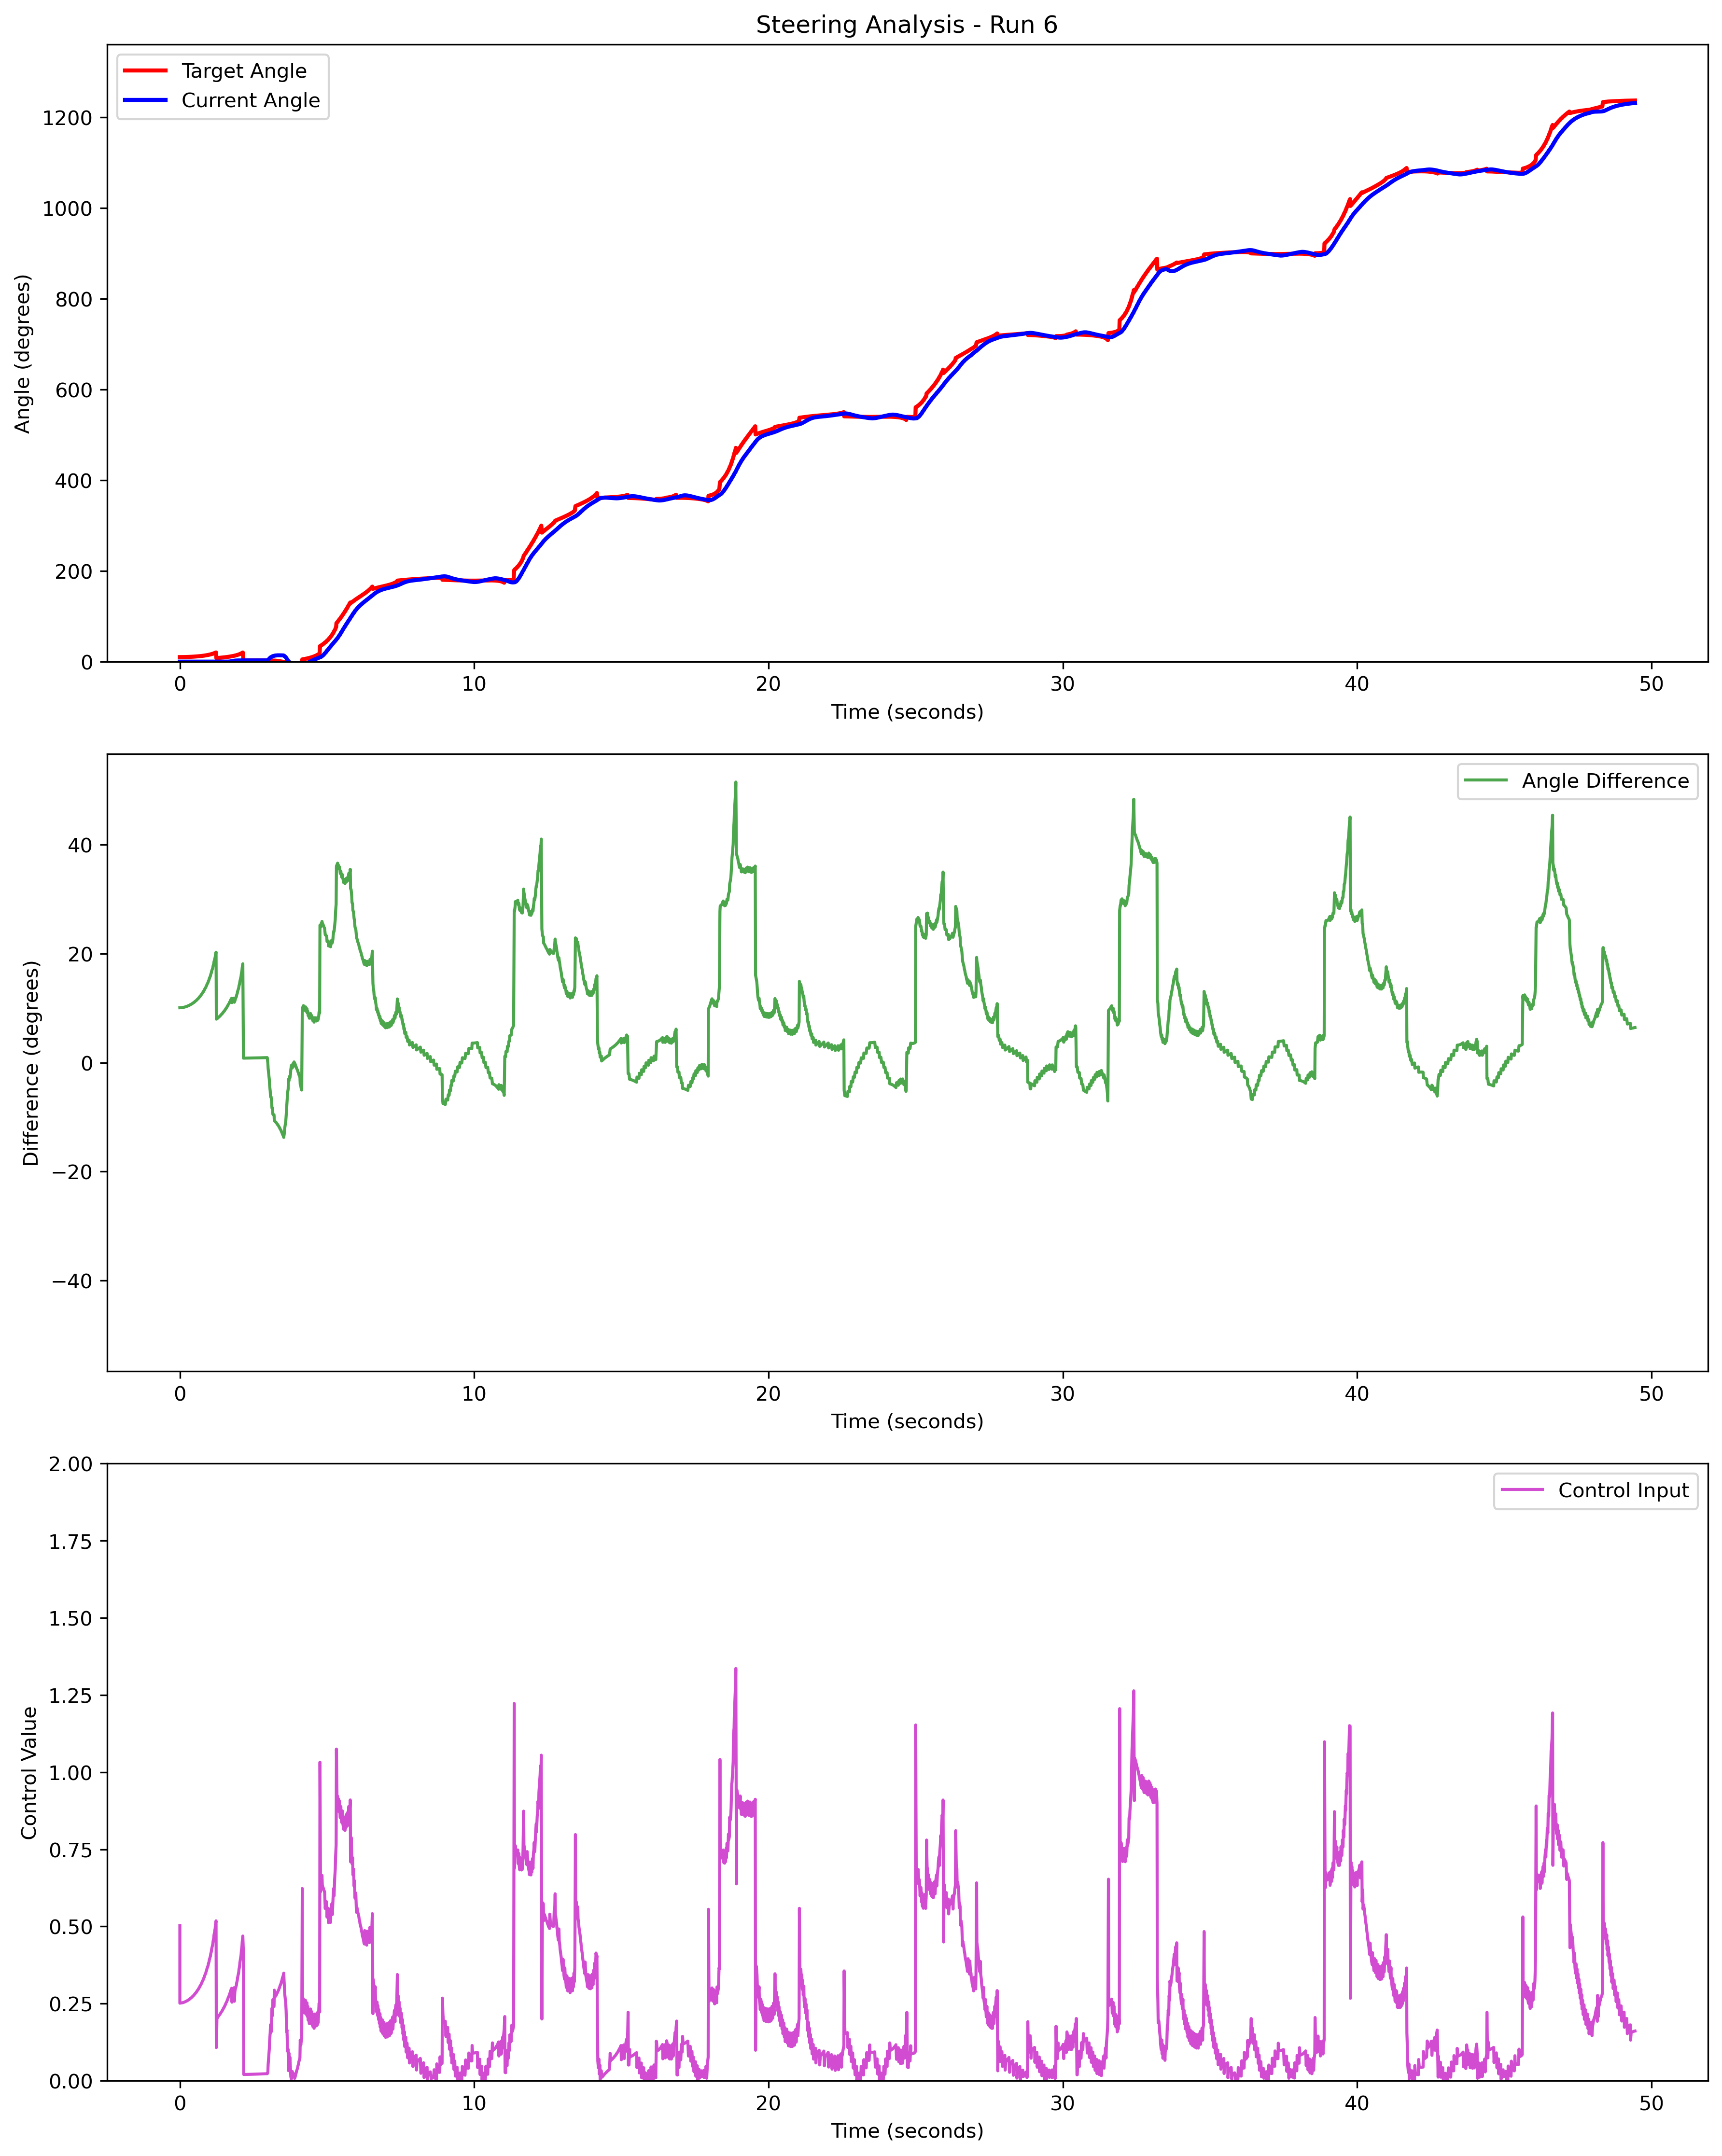 Steering Analysis - Run 6
Target Angle
Current Angle
Angle (degrees)
1200
1000
800
600
400
200
0
0 10 20 30 40 50
Time (seconds)
Angle Difference
Difference (degrees)
40
20
0
−20
−40
0 10 20 30 40 50
Time (seconds)
Control Input
Control Value
2.00
1.75
1.50
1.25
1.00
0.75
0.50
0.25
0.00
0 10 20 30 40 50
Time (seconds)